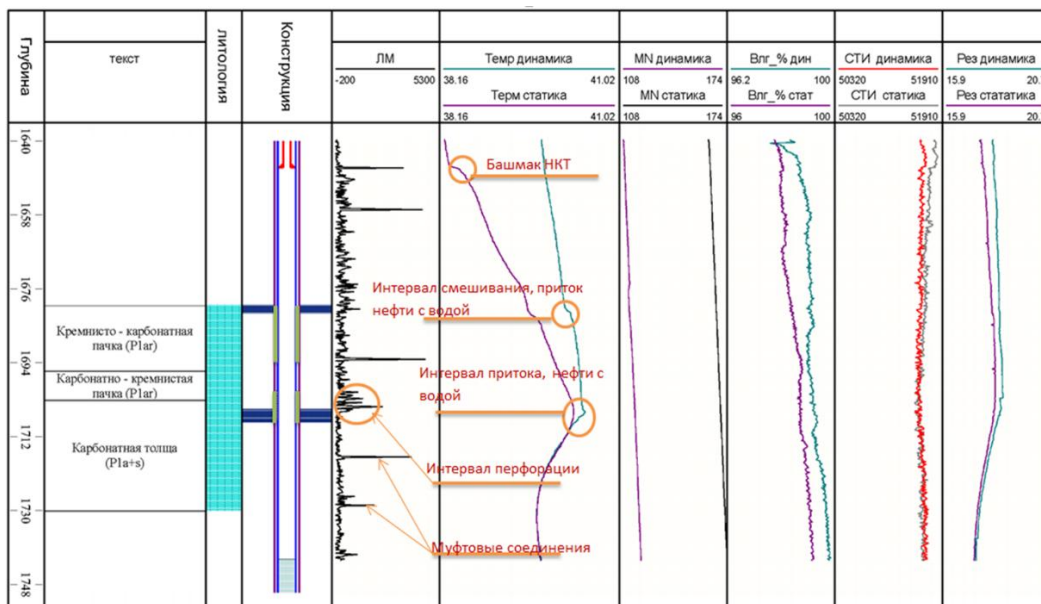 Глубина
текст
литология
Конструкция
ЛМ
-200 5300
Темр динамика
38.16 41.02
Терм статика
38.16 41.02
MN динамика
108 174
MN статика
108 174
Влг_% дин
96.2 100
Влг_% стат
96 100
СТИ динамика
50320 51910
СТИ статика
50320 51910
Рез динамика
15.9 20.
Рез стататика
15.9 20.
1640
1658
1676
1694
1712
1730
1748
Кремнисто - карбонатная
пачка (P1ar)
Карбонатно - кремнистая
пачка (P1ar)
Карбонатная толща
(P1a+s)
Башмак НКТ
Интервал смешивания, приток
нефти с водой
Интервал притока, нефти с
водой
Интервал перфорации
Муфтовые соединения